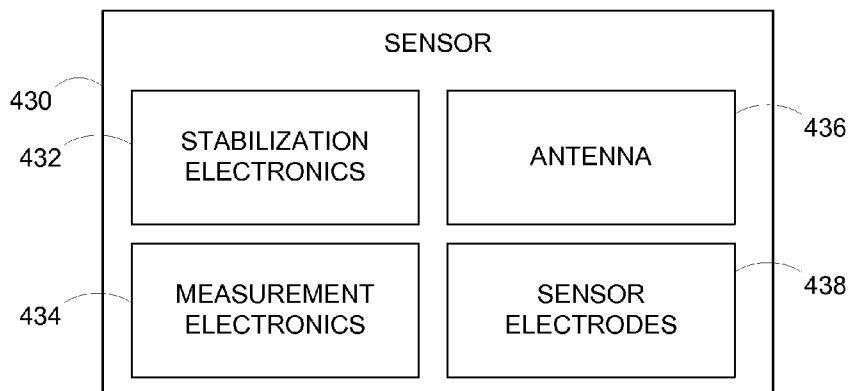 SENSOR
430
432
STABILIZATION
ELECTRONICS
ANTENNA
436
434
MEASUREMENT
ELECTRONICS
SENSOR
ELECTRODES
438